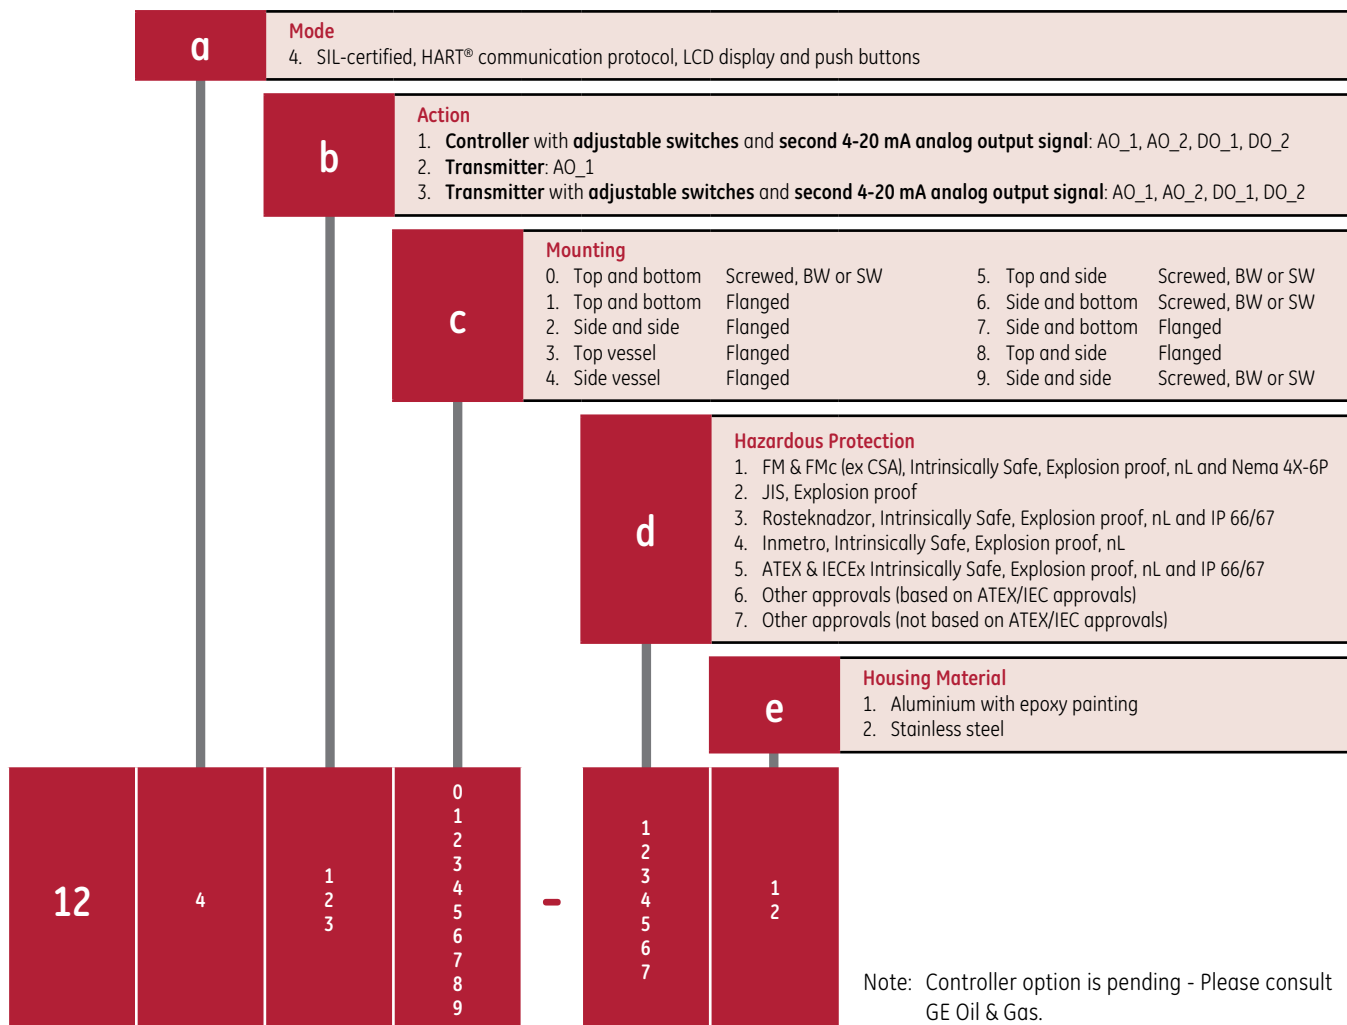 a
Mode
4. SIL-certified, HART® communication protocol, LCD display and push buttons
b
Action
1. Controller with adjustable switches and second 4-20 mA analog output signal: AO_1, AO_2, DO_1, DO_2
2. Transmitter: AO_1
3. Transmitter with adjustable switches and second 4-20 mA analog output signal: AO_1, AO_2, DO_1, DO_2
c
Mounting
0. Top and bottom Screwed, BW or SW
1. Top and bottom Flanged
2. Side and side Flanged
3. Top vessel Flanged
4. Side vessel Flanged
5. Top and side Screwed, BW or SW
6. Side and bottom Screwed, BW or SW
7. Side and bottom Flanged
8. Top and side Flanged
9. Side and side Screwed, BW or SW
d
Hazardous Protection
1. FM & FMc (ex CSA), Intrinsically Safe, Explosion proof, nL and Nema 4X-6P
2. JIS, Explosion proof
3. Rosteknadzor, Intrinsically Safe, Explosion proof, nL and IP 66/67
4. Inmetro, Intrinsically Safe, Explosion proof, nL
5. ATEX & IECEx Intrinsically Safe, Explosion proof, nL and IP 66/67
6. Other approvals (based on ATEX/IEC approvals)
7. Other approvals (not based on ATEX/IEC approvals)
e
Housing Material
1. Aluminium with epoxy painting
2. Stainless steel
12
4
1
2
3
0
1
2
3
4
5
6
7
8
9
-
1
2
3
4
5
6
7
1
2
Note: Controller option is pending - Please consult
GE Oil & Gas.